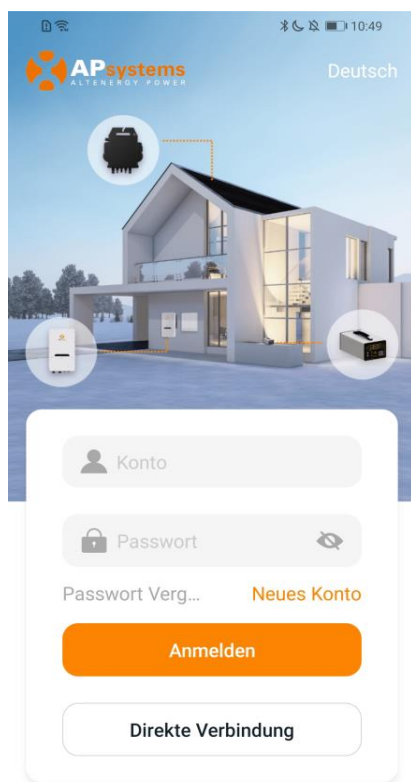 10:49
APsystems
ALTENERGY POWER
Deutsch
Konto
Passwort
Passwort Verg...
Neues Konto
Anmelden
Direkte Verbindung